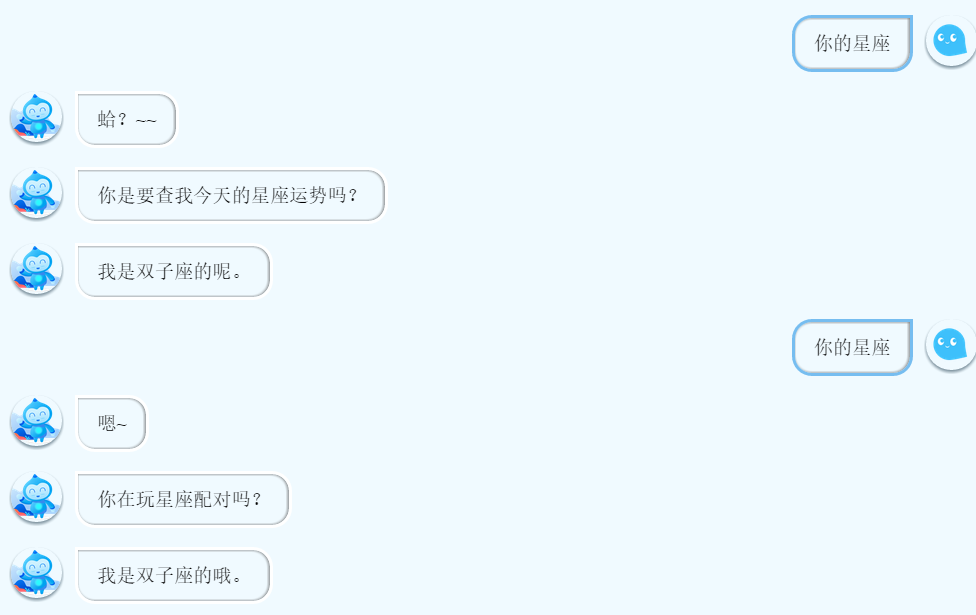 你的星座
蛤？~~
你是要查我今天的星座运势吗？
我是双子座的呢。
你的星座
嗯~
你在玩星座配对吗？
我是双子座的哦。